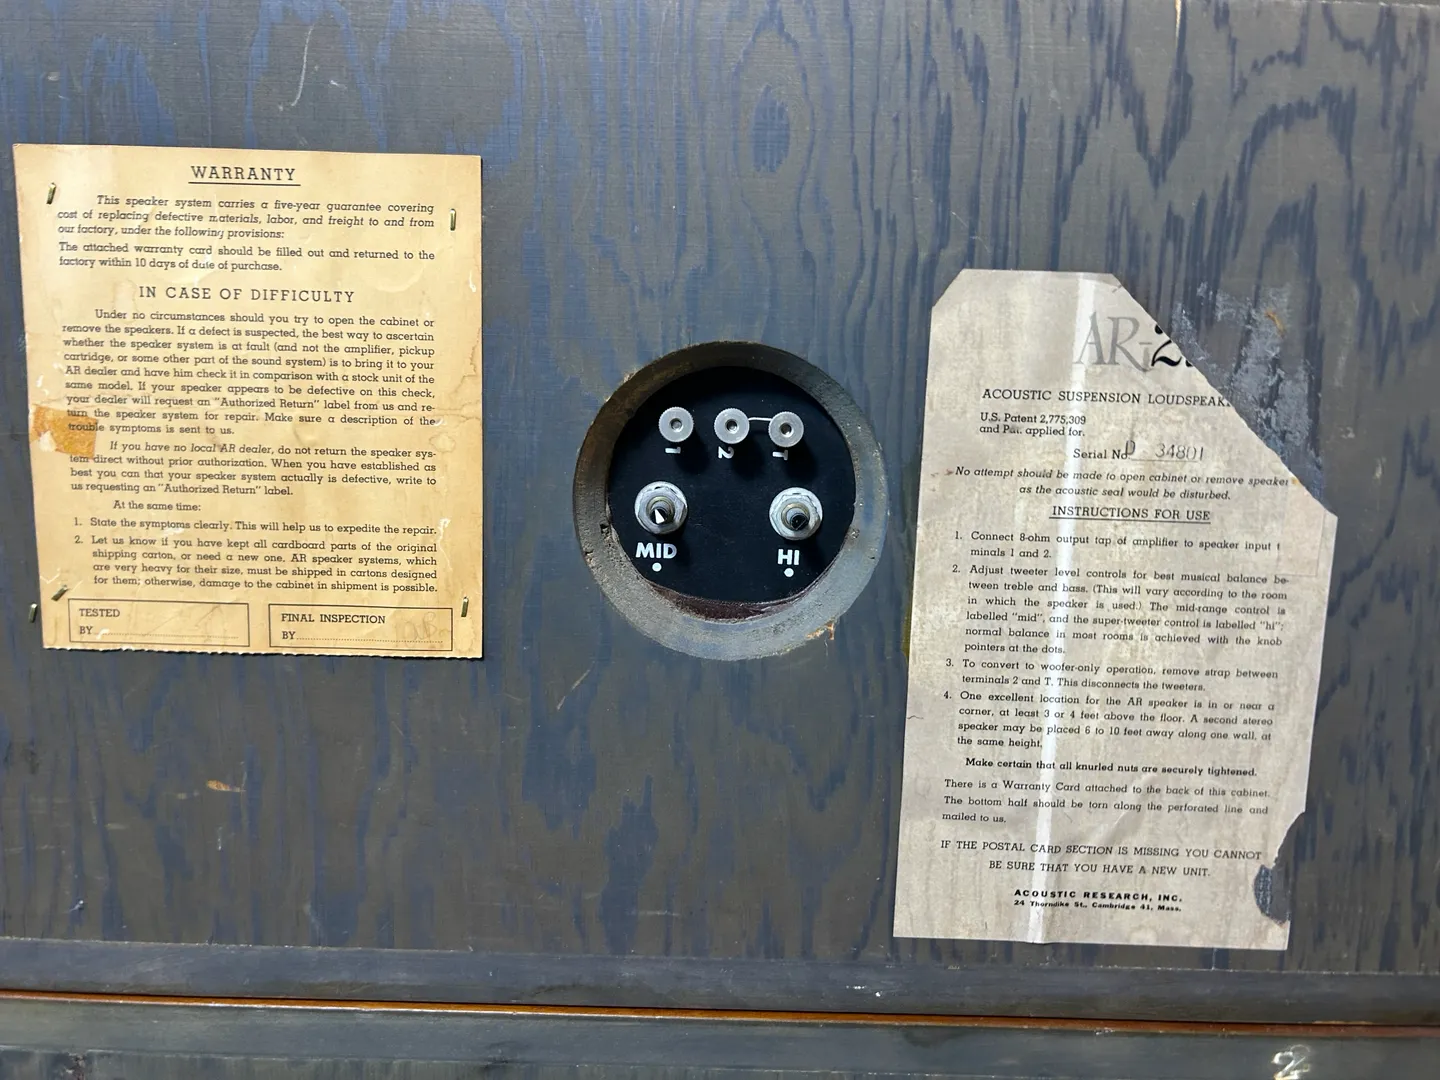 WARRANTY
This speaker system carries a five-year guarantee covering
cost of replacing defective materials, labor, and freight to and from
our factory, under the following provisions:
The attached warranty card should be filled out and returned to the
factory within 10 days of date of purchase.
IN CASE OF DIFFICULTY
Under no circumstances should you try to open the cabinet or
remove the speakers. If a defect is suspected, the best way to ascertain
whether the speaker system is at fault (and not the amplifier, pickup
cartridge, or some other part of the sound system) is to bring it to your
AR dealer and have him check it in comparison with a stock unit of the
same model. If your speaker appears to be defective on this check,
your dealer will request an "Authorized Return" label from us and re-
turn the speaker system for repair. Make sure a description of the
trouble symptoms is sent to us.
If you have no local AR dealer, do not return the speaker sys-
tem direct without prior authorization. When you have established as
best you can that your speaker system actually is defective, write to
us requesting an "Authorized Return" label.
At the same time:
1. State the symptoms clearly. This will help us to expedite the repair.
2. Let us know if you have kept all cardboard parts of the original
shipping carton, or need a new one. AR speaker systems, which
are very heavy for their size, must be shipped in cartons designed
for them; otherwise, damage to the cabinet in shipment is possible.
TESTED
BY
FINAL INSPECTION
BY
1 2 T
MID HI
AR-2
ACOUSTIC SUSPENSION LOUDSPEAK
U.S. Patent 2,775,309
and Pat. applied for.
Serial No D 34801
No attempt should be made to open cabinet or remove speaker
as the acoustic seal would be disturbed.
INSTRUCTIONS FOR USE
1. Connect 8-ohm output tap of amplifier to speaker input t
minals 1 and 2.
2. Adjust tweeter level controls for best musical balance be-
tween treble and bass. (This will vary according to the room
in which the speaker is used.) The mid-range control is
labelled "mid", and the super-tweeter control is labelled "hi";
normal balance in most rooms is achieved with the knob
pointers at the dots.
3. To convert to woofer-only operation, remove strap between
terminals 2 and T. This disconnects the tweeters.
4. One excellent location for the AR speaker is in or near a
corner, at least 3 or 4 feet above the floor. A second stereo
speaker may be placed 6 to 10 feet away along one wall, at
the same height.
Make certain that all knurled nuts are securely tightened.
There is a Warranty Card attached to the back of this cabinet.
The bottom half should be torn along the perforated line and
mailed to us.
IF THE POSTAL CARD SECTION IS MISSING YOU CANNOT
BE SURE THAT YOU HAVE A NEW UNIT.
ACOUSTIC RESEARCH, INC.
24 Thorndike St., Cambridge 41, Mass.
2